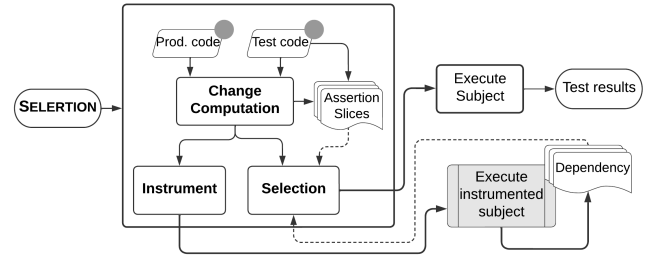 Prod. code
Test code
Change
Computation
Assertion
Slices
Execute
Subject
Test results
SELERTION
Instrument
Selection
Execute
instrumented
subject
Dependency